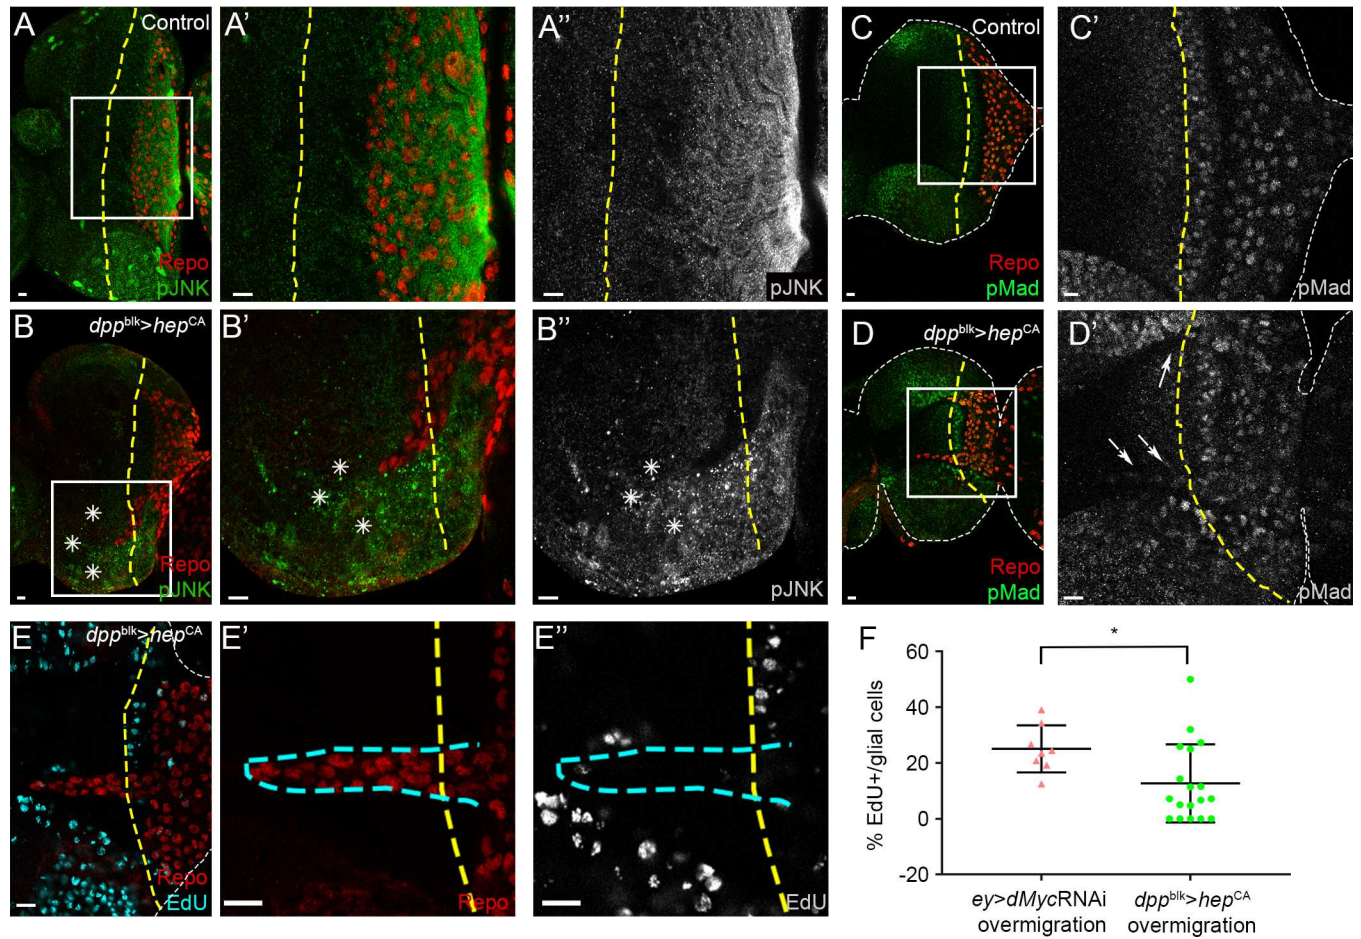 A
Control
Repo
pJNK
A'
A''
pJNK
C
Control
Repo
pMad
C'
pMad
B
dpp^blk>hep^CA
Repo
pJNK
B'
B''
pJNK
D
dpp^blk>hep^CA
Repo
pMad
D'
pMad
E
dpp^blk>hep^CA
Repo
EdU
E'
Repo
E''
EdU
F
% EdU+/glial cells
60
40
20
0
-20
*
ey>dMycRNAi
overmigration
dpp^blk>hep^CA
overmigration